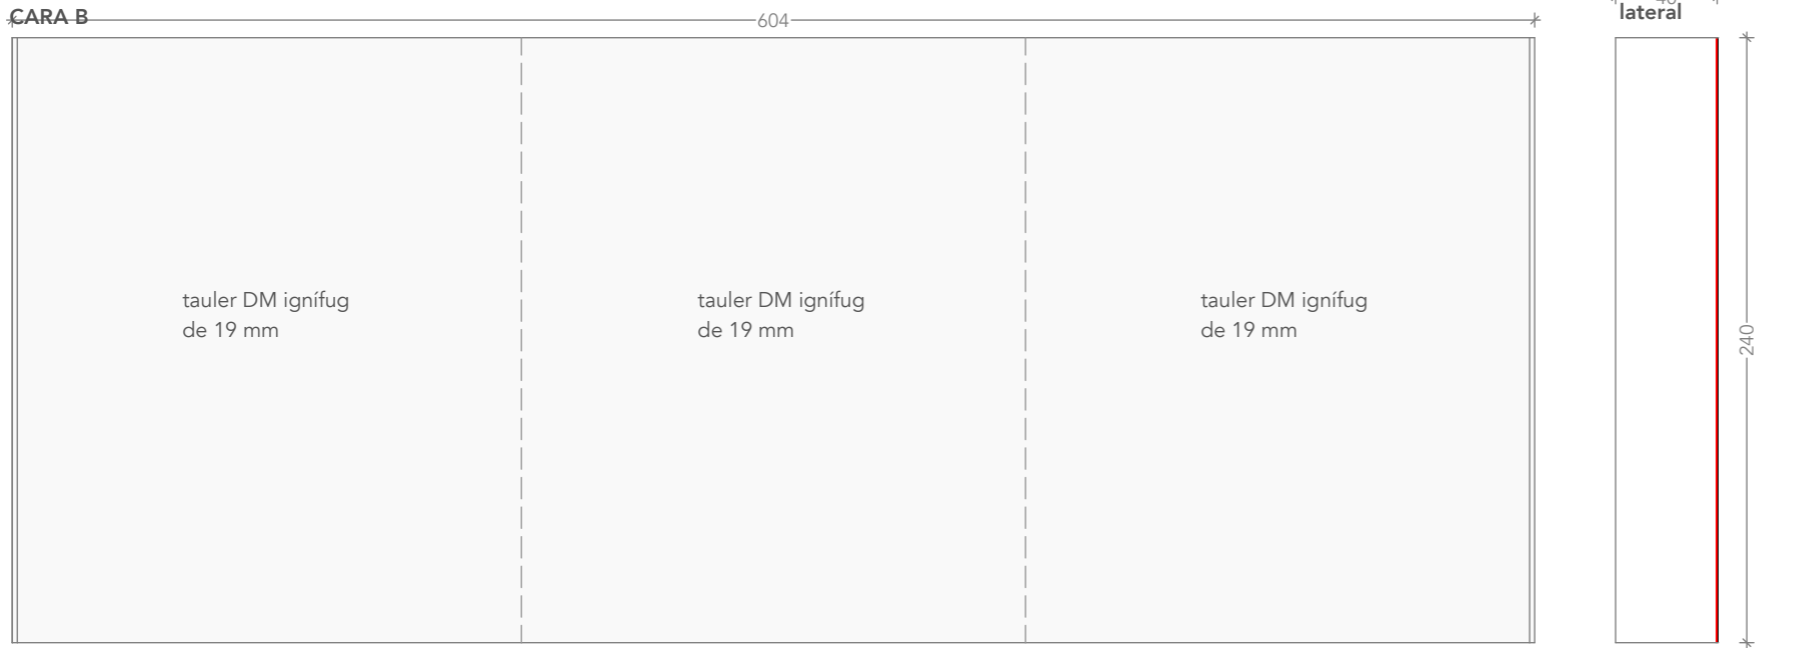 CARA B
604
lateral
tauler DM ignífug
de 19 mm
tauler DM ignífug
de 19 mm
tauler DM ignífug
de 19 mm
240